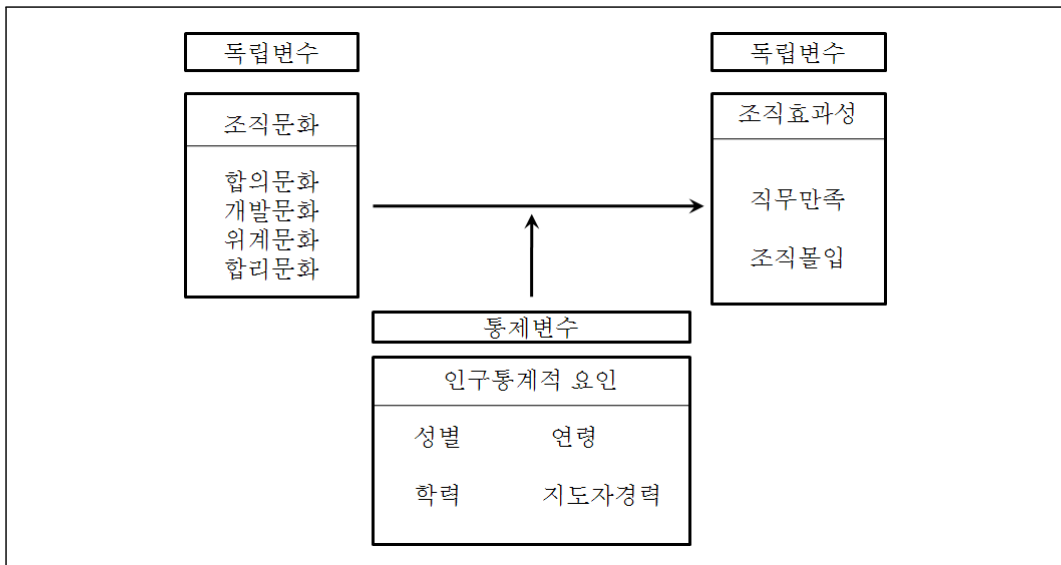 독립변수
독립변수
조직문화
합의문화
개발문화
위계문화
합리문화
조직효과성
직무만족
조직몰입
통제변수
인구통계적 요인
성별 연령
학력 지도자경력